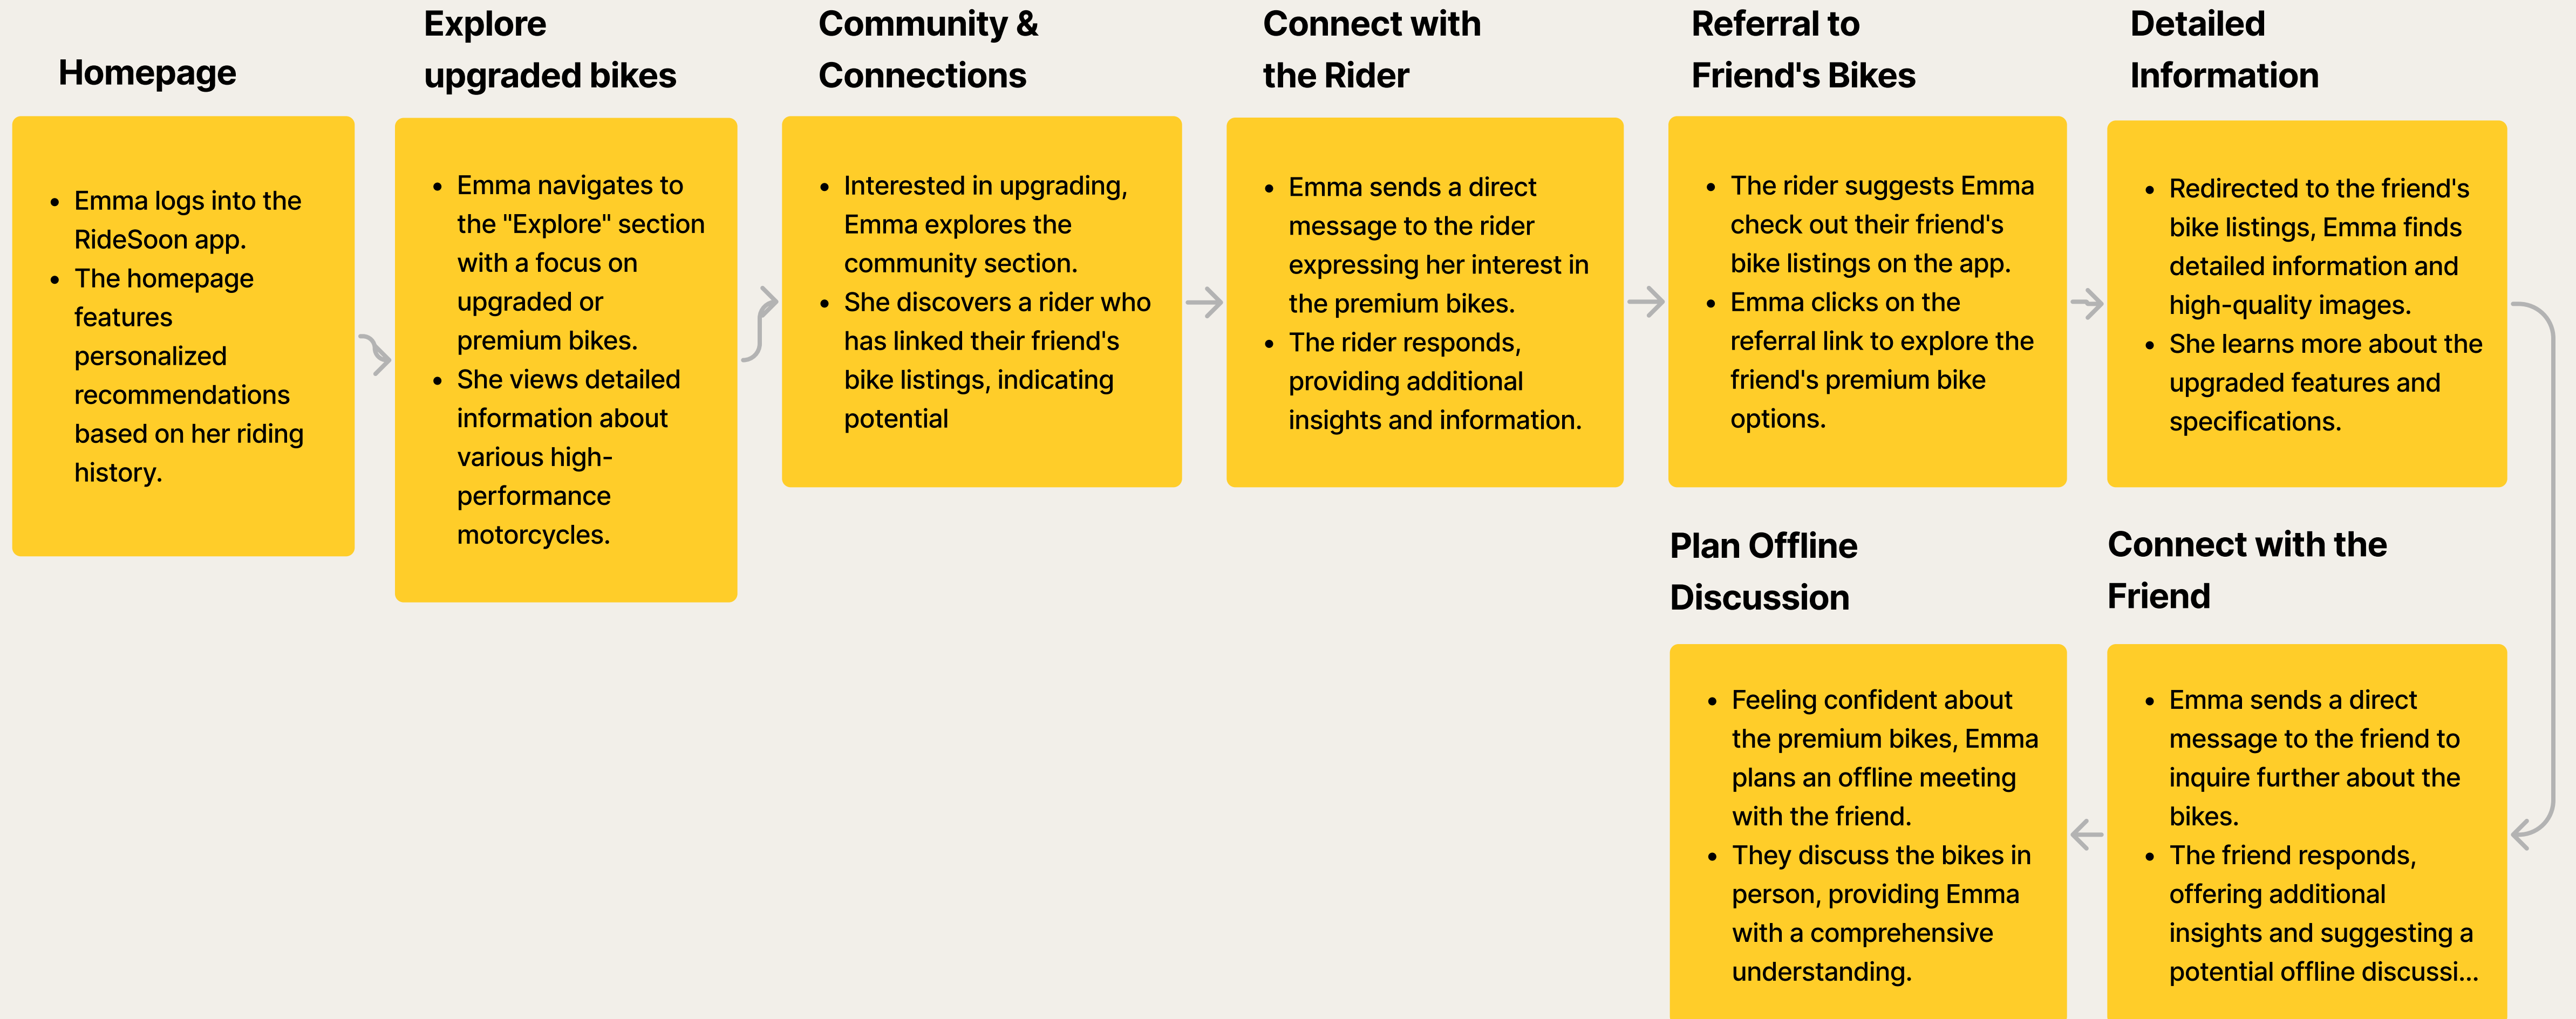 Homepage
• Emma logs into the
RideSoon app.
• The homepage
features
personalized
recommendations
based on her riding
history.
Explore
upgraded bikes
• Emma navigates to
the "Explore" section
with a focus on
upgraded or
premium bikes.
• She views detailed
information about
various high-
performance
motorcycles.
Community &
Connections
• Interested in upgrading,
Emma explores the
community section.
• She discovers a rider who
has linked their friend's
bike listings, indicating
potential
Connect with
the Rider
• Emma sends a direct
message to the rider
expressing her interest in
the premium bikes.
• The rider responds,
providing additional
insights and information.
Referral to
Friend's Bikes
• The rider suggests Emma
check out their friend's
bike listings on the app.
• Emma clicks on the
referral link to explore the
friend's premium bike
options.
Detailed
Information
• Redirected to the friend's
bike listings, Emma finds
detailed information and
high-quality images.
• She learns more about the
upgraded features and
specifications.
Connect with the
Friend
• Emma sends a direct
message to the friend to
inquire further about the
bikes.
• The friend responds,
offering additional
insights and suggesting a
potential offline discussi...
Plan Offline
Discussion
• Feeling confident about
the premium bikes, Emma
plans an offline meeting
with the friend.
• They discuss the bikes in
person, providing Emma
with a comprehensive
understanding.